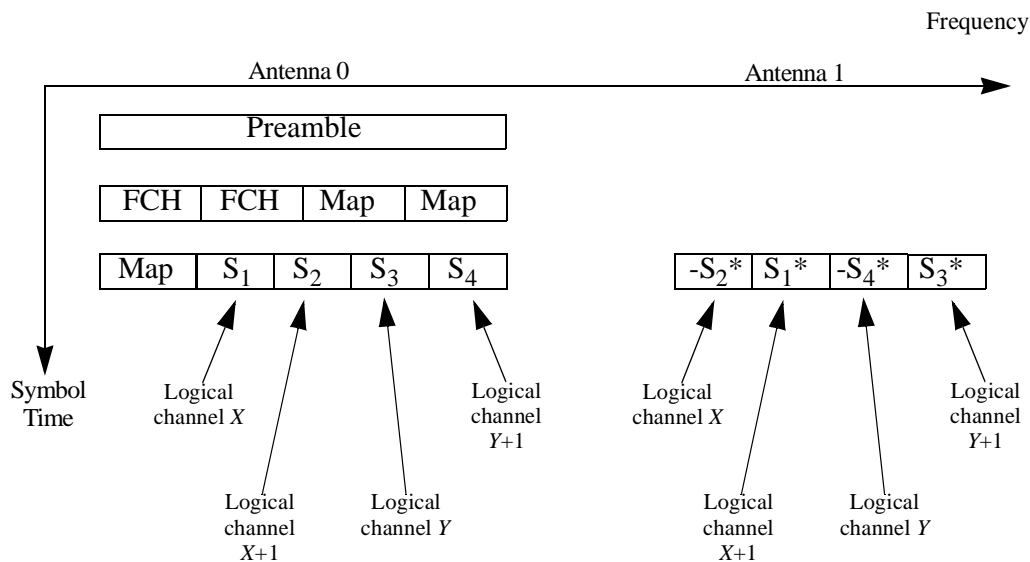 Frequency
Antenna 0
Antenna 1
Preamble
FCH FCH Map Map
Map S₁ S₂ S₃ S₄
-S₂* S₁* -S₄* S₃*
Symbol
Time
Logical
channel X
Logical
channel
Y+1
Logical
channel X
Logical
channel
Y+1
Logical
channel
X+1
Logical
channel Y
Logical
channel
X+1
Logical
channel Y